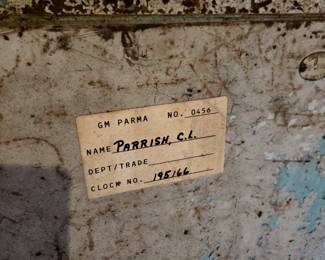 GM PARMA NO. 0456
NAME PARRISH, C.L.
DEPT/TRADE
CLOCK NO. 195166